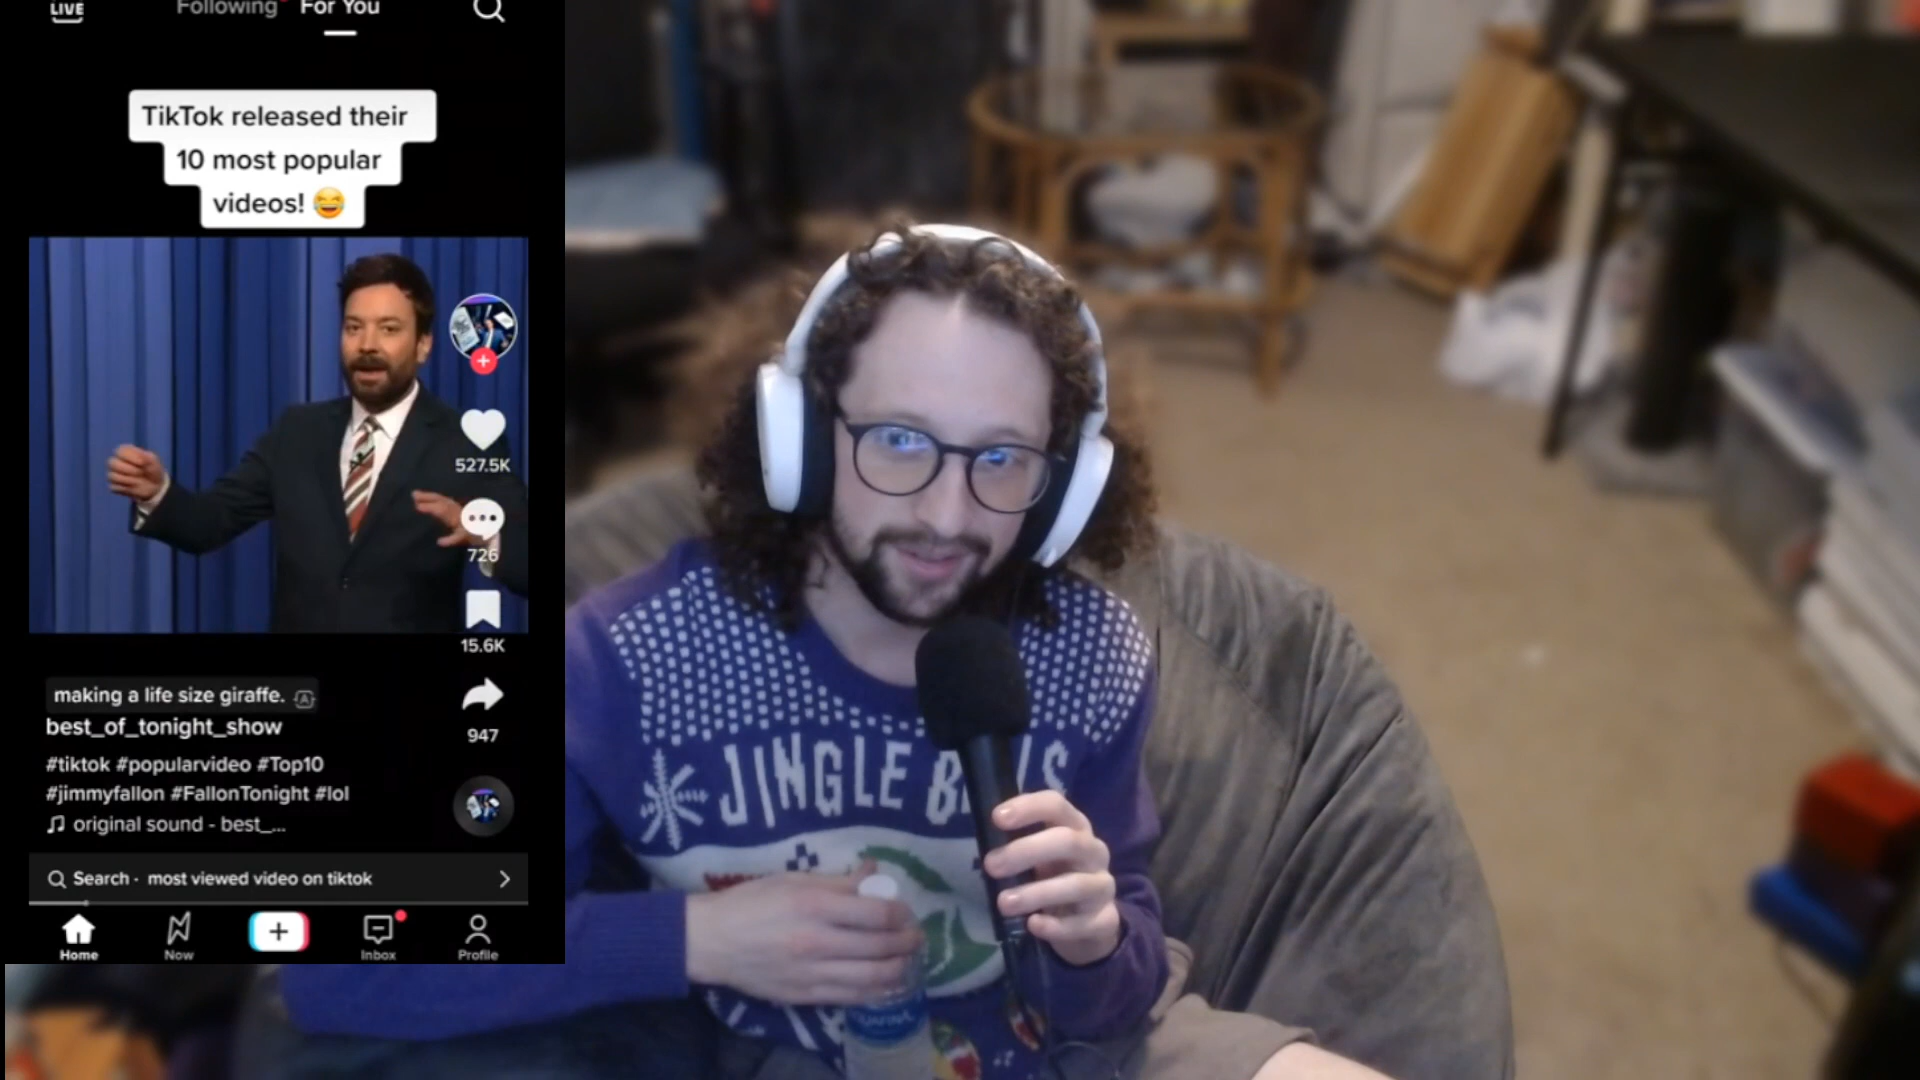 LIVE
Following For You
TikTok released their
10 most popular
videos! 😂
527.5K
726
15.6K
making a life size giraffe.
best_of_tonight_show
947
#tiktok #popularvideo #Top10
#jimmyfallon #FallonTonight #lol
original sound - best_...
Search · most viewed video on tiktok
Home Now Inbox Profile
JINGLE B
LS